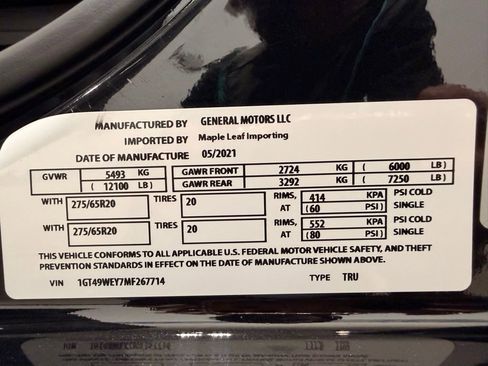 MANUFACTURED BY GENERAL MOTORS LLC
IMPORTED BY Maple Leaf Importing
DATE OF MANUFACTURE 05/2021
GVWR 5493 KG GAWR FRONT 2724 KG ( 6000 LB)
( 12100 LB) GAWR REAR 3292 KG ( 7250 LB)
WITH 275/65R20 TIRES 20 RIMS, 414 KPA PSI COLD
AT (60 PSI) SINGLE
WITH 275/65R20 TIRES 20 RIMS, 552 KPA PSI COLD
AT (80 PSI) SINGLE
THIS VEHICLE CONFORMS TO ALL APPLICABLE U.S. FEDERAL MOTOR VEHICLE SAFETY, AND THEFT
PREVENTION STANDARDS IN EFFECT ON THE DATE OF MANUFACTURE SHOWN ABOVE.
VIN 1GT49WEY7MF267714 TYPE TRU